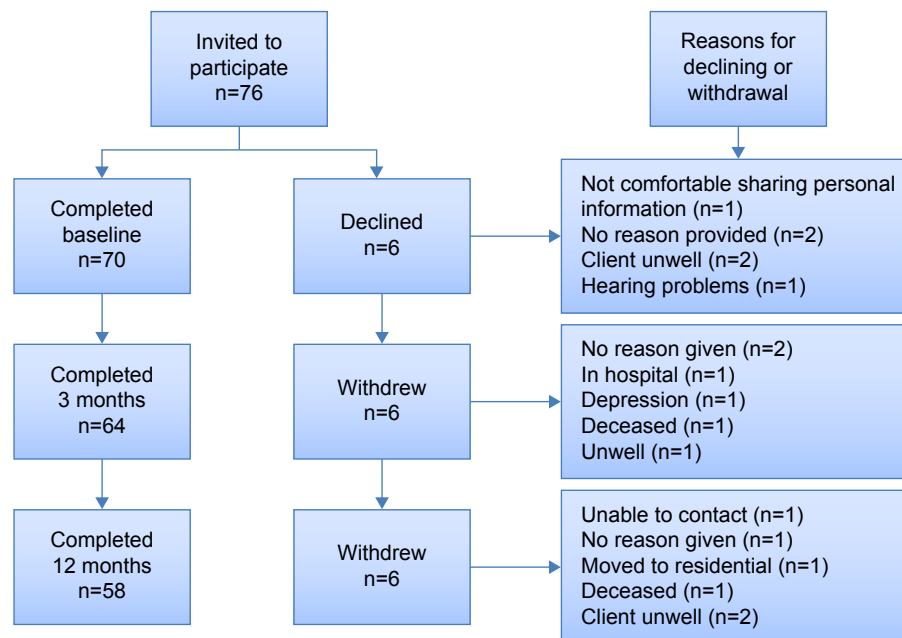 Invited to
participate
n=76
Reasons for
declining or
withdrawal
Completed
baseline
n=70
Declined
n=6
Not comfortable sharing personal
information (n=1)
No reason provided (n=2)
Client unwell (n=2)
Hearing problems (n=1)
Completed
3 months
n=64
Withdrew
n=6
No reason given (n=2)
In hospital (n=1)
Depression (n=1)
Deceased (n=1)
Unwell (n=1)
Completed
12 months
n=58
Withdrew
n=6
Unable to contact (n=1)
No reason given (n=1)
Moved to residential (n=1)
Deceased (n=1)
Client unwell (n=2)